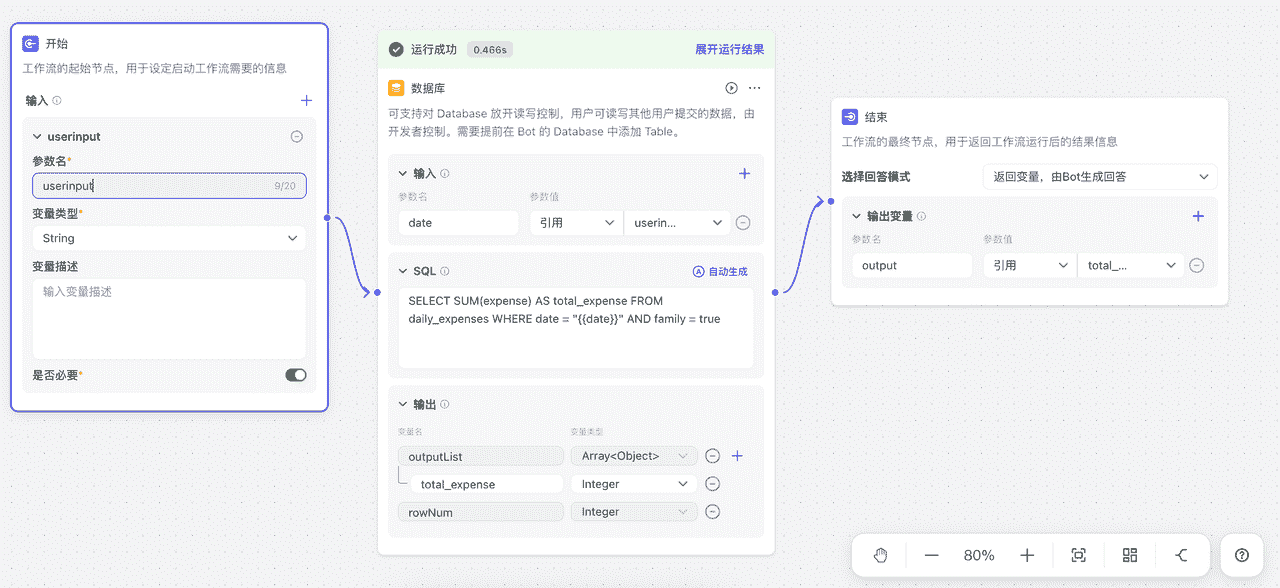 开始
工作流的起始节点，用于设定启动工作流需要的信息
输入
userinput
参数名*
userinput 9/20
变量类型*
String
变量描述
输入变量描述
是否必要*
运行成功 0.466s 展开运行结果
数据库
可支持对 Database 放开读写控制，用户可读写其他用户提交的数据，由
开发者控制。需要提前在 Bot 的 Database 中添加 Table。
输入
参数名 参数值
date 引用 userin...
SQL 自动生成
SELECT SUM(expense) AS total_expense FROM
daily_expenses WHERE date = "{{date}}" AND family = true
输出
变量名 变量类型
outputList Array<Object>
total_expense Integer
rowNum Integer
结束
工作流的最终节点，用于返回工作流运行后的结果信息
选择回答模式 返回变量，由Bot生成回答
输出变量
参数名 参数值
output 引用 total_...
80%